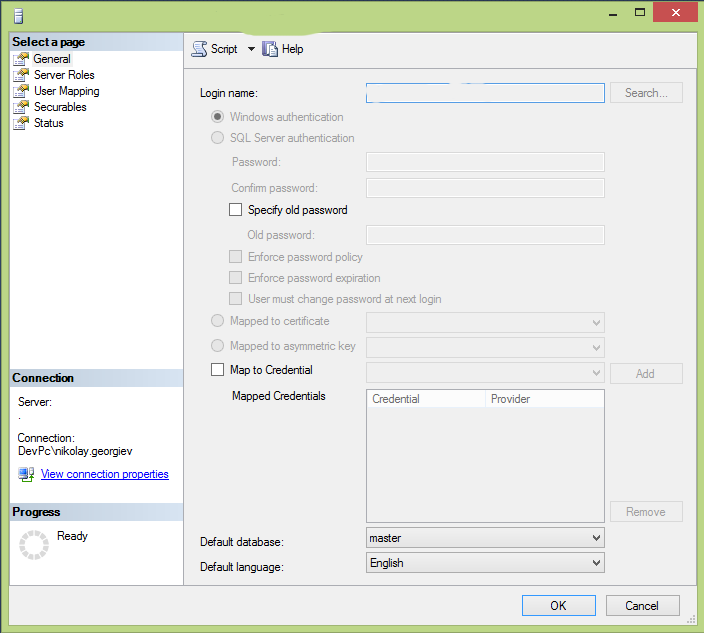 Select a page
General
Server Roles
User Mapping
Securables
Status
Connection
Server:
.
Connection:
DevPc\nikolay.georgiev
View connection properties
Progress
Ready
Script Help
Login name: Search...
Windows authentication
SQL Server authentication
Password:
Confirm password:
Specify old password
Old password:
Enforce password policy
Enforce password expiration
User must change password at next login
Mapped to certificate
Mapped to asymmetric key
Map to Credential Add
Mapped Credentials Credential Provider
Remove
Default database: master
Default language: English
OK Cancel